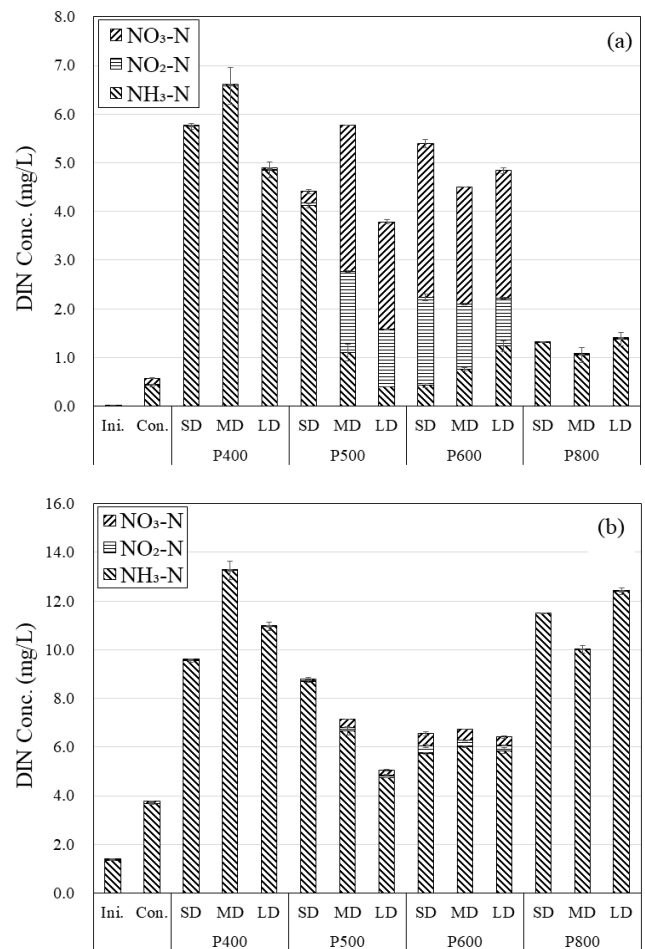 8.0
7.0
6.0
5.0
4.0
3.0
2.0
1.0
0.0
DIN Conc. (mg/L)
NO₃-N
NO₂-N
NH₃-N
(a)
Ini. Con. SD MD LD SD MD LD SD MD LD SD MD LD
P400 P500 P600 P800
16.0
14.0
12.0
10.0
8.0
6.0
4.0
2.0
0.0
DIN Conc. (mg/L)
NO₃-N
NO₂-N
NH₃-N
(b)
Ini. Con. SD MD LD SD MD LD SD MD LD SD MD LD
P400 P500 P600 P800